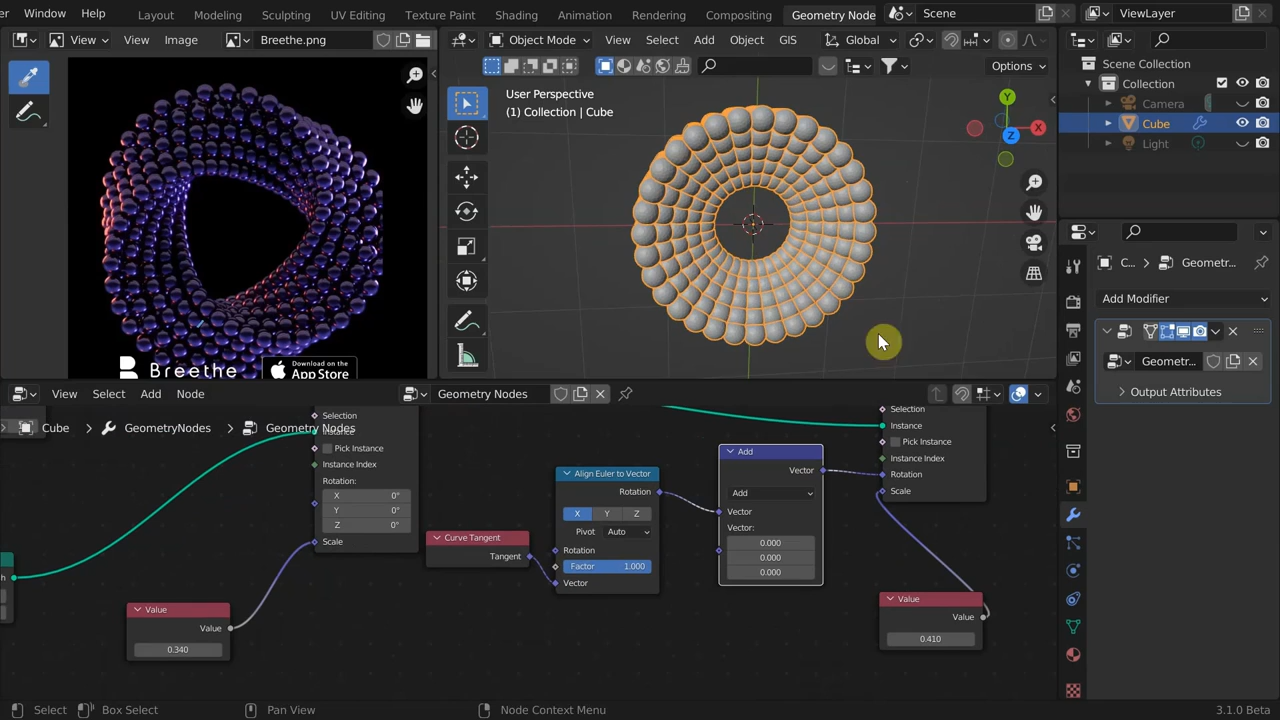 Window Help Layout Modeling Sculpting UV Editing Texture Paint Shading Animation Rendering Compositing Geometry Node Scene ViewLayer
View View Image Breethe.png Object Mode View Select Add Object GIS Global
Options
User Perspective
(1) Collection | Cube
Y
X
Z
Scene Collection
Collection
Camera
Cube
Light
C... Geometr...
Add Modifier
Geometr...
Output Attributes
Breethe
Download on the
App Store
View Select Add Node Geometry Nodes
Cube GeometryNodes Geometry Nodes
Selection
Instance
Pick Instance
Instance Index
Rotation:
X 0°
Y 0°
Z 0°
Scale
Value
Value
0.340
Curve Tangent
Tangent
Align Euler to Vector
Rotation
X Y Z
Pivot Auto
Rotation
Factor 1.000
Vector
Add
Vector
Add
Vector
Vector:
0.000
0.000
0.000
Selection
Instance
Pick Instance
Instance Index
Rotation
Scale
Value
Value
0.410
Select Box Select Pan View Node Context Menu 3.1.0 Beta